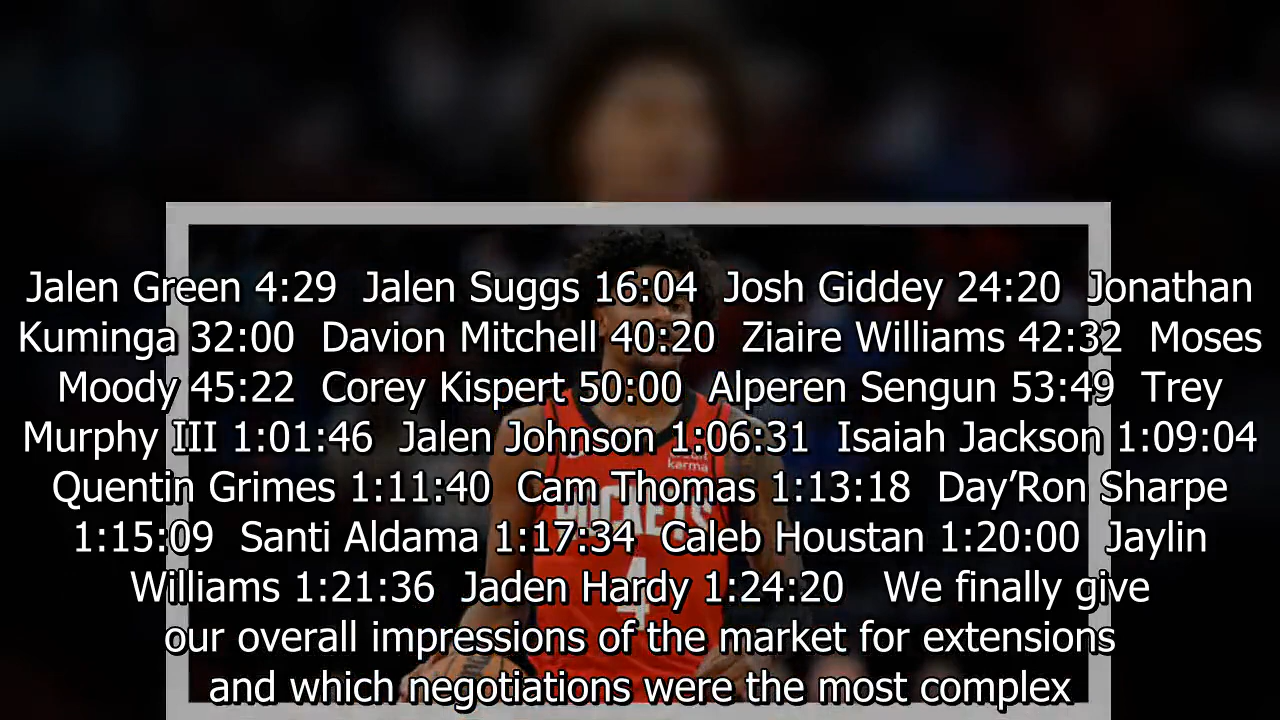 Jalen Green 4:29  Jalen Suggs 16:04  Josh Giddey 24:20  Jonathan
Kuminga 32:00  Davion Mitchell 40:20  Ziaire Williams 42:32  Moses
Moody 45:22  Corey Kispert 50:00  Alperen Sengun 53:49  Trey
Murphy III 1:01:46  Jalen Johnson 1:06:31  Isaiah Jackson 1:09:04
karma
Quentin Grimes 1:11:40  Cam Thomas 1:13:18  Day’Ron Sharpe
ROCKETS
1:15:09  Santi Aldama 1:17:34  Caleb Houstan 1:20:00  Jaylin
Williams 1:21:36  Jaden Hardy 1:24:20   We finally give
4
our overall impressions of the market for extensions
and which negotiations were the most complex